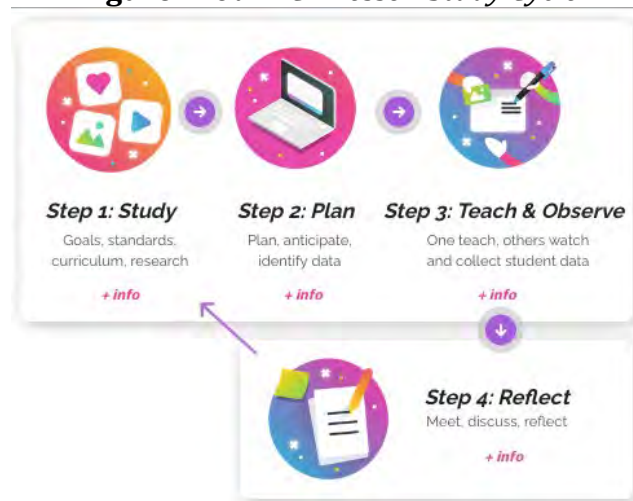 Step 1: Study
Goals, standards,
curriculum, research
+ info
Step 2: Plan
Plan, anticipate,
identify data
+ info
Step 3: Teach & Observe
One teach, others watch
and collect student data
+ info
Step 4: Reflect
Meet, discuss, reflect
+ info